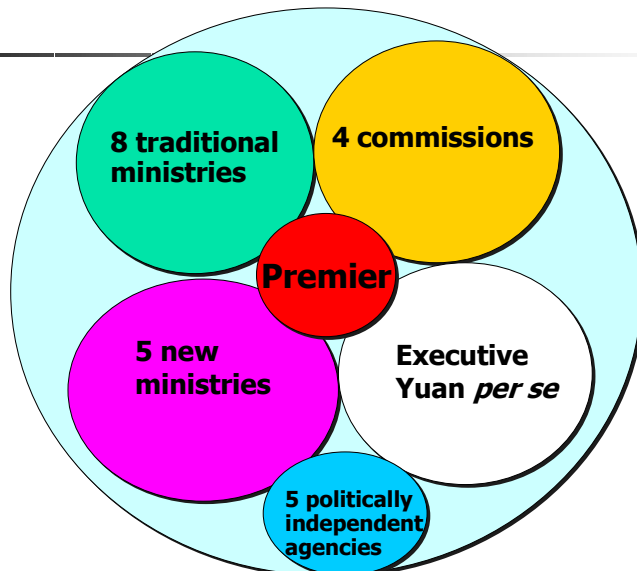 8 traditional
ministries
4 commissions
Premier
5 new
ministries
Executive
Yuan per se
5 politically
independent
agencies